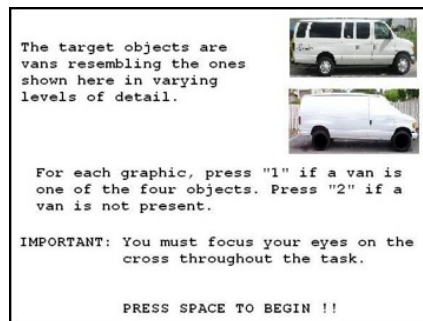 The target objects are
vans resembling the ones
shown here in varying
levels of detail.
For each graphic, press "1" if a van is
one of the four objects. Press "2" if a
van is not present.
IMPORTANT: You must focus your eyes on the
cross throughout the task.
PRESS SPACE TO BEGIN !!